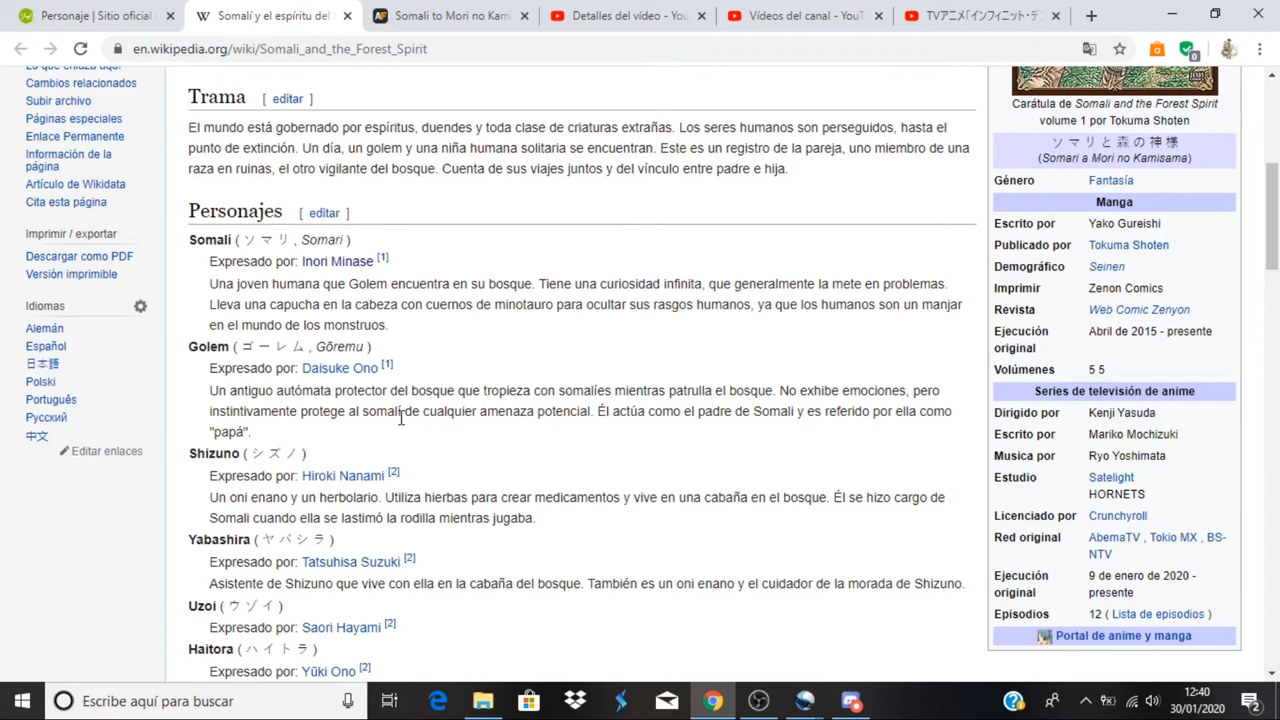 Personaje | Sitio oficial
Somalí y el espíritu del
Somali to Mori no Kami
Detalles del vídeo - You
Vídeos del canal - YouT
TVアニメ「インフィニット・デ
en.wikipedia.org/wiki/Somali_and_the_Forest_Spirit
0
Lo que enlaza aquí
Cambios relacionados
Subir archivo
Páginas especiales
Enlace Permanente
Información de la
página
Artículo de Wikidata
Cita esta página
Imprimir / exportar
Descargar como PDF
Versión imprimible
Idiomas
Alemán
Español
日本語
Polski
Português
Русский
中文
Editar enlaces
Trama [ editar ]
El mundo está gobernado por espíritus, duendes y toda clase de criaturas extrañas. Los seres humanos son perseguidos, hasta el
punto de extinción. Un día, un golem y una niña humana solitaria se encuentran. Este es un registro de la pareja, uno miembro de una
raza en ruinas, el otro vigilante del bosque. Cuenta de sus viajes juntos y del vínculo entre padre e hija.
Personajes [ editar ]
Somali ( ソマリ , Somari )
Expresado por: Inori Minase [1]
Una joven humana que Golem encuentra en su bosque. Tiene una curiosidad infinita, que generalmente la mete en problemas.
Lleva una capucha en la cabeza con cuernos de minotauro para ocultar sus rasgos humanos, ya que los humanos son un manjar
en el mundo de los monstruos.
Golem ( ゴーレム , Gōremu )
Expresado por: Daisuke Ono [1]
Un antiguo autómata protector del bosque que tropieza con somalíes mientras patrulla el bosque. No exhibe emociones, pero
instintivamente protege al somalí de cualquier amenaza potencial. Él actúa como el padre de Somali y es referido por ella como
"papá".
Shizuno ( シズノ )
Expresado por: Hiroki Nanami [2]
Un oni enano y un herbolario. Utiliza hierbas para crear medicamentos y vive en una cabaña en el bosque. Él se hizo cargo de
Somali cuando ella se lastimó la rodilla mientras jugaba.
Yabashira ( ヤバシラ )
Expresado por: Tatsuhisa Suzuki [2]
Asistente de Shizuno que vive con ella en la cabaña del bosque. También es un oni enano y el cuidador de la morada de Shizuno.
Uzoi ( ウゾイ )
Expresado por: Saori Hayami [2]
Haitora ( ハイトラ )
Expresado por: Yūki Ono [2]
Carátula de Somali and the Forest Spirit
volume 1 por Tokuma Shoten
ソマリと森の神様
(Somari a Mori no Kamisama)
Género Fantasía
Manga
Escrito por Yako Gureishi
Publicado por Tokuma Shoten
Demográfico Seinen
Imprimir Zenon Comics
Revista Web Comic Zenyon
Ejecución Abril de 2015 - presente
original
Volúmenes 5 5
Series de televisión de anime
Dirigido por Kenji Yasuda
Escrito por Mariko Mochizuki
Musica por Ryo Yoshimata
Estudio Satelight
HORNETS
Licenciado por Crunchyroll
Red original AbemaTV , Tokio MX , BS-
NTV
Ejecución 9 de enero de 2020 -
original presente
Episodios 12 ( Lista de episodios )
Portal de anime y manga
Escribe aquí para buscar
12:40
30/01/2020
2